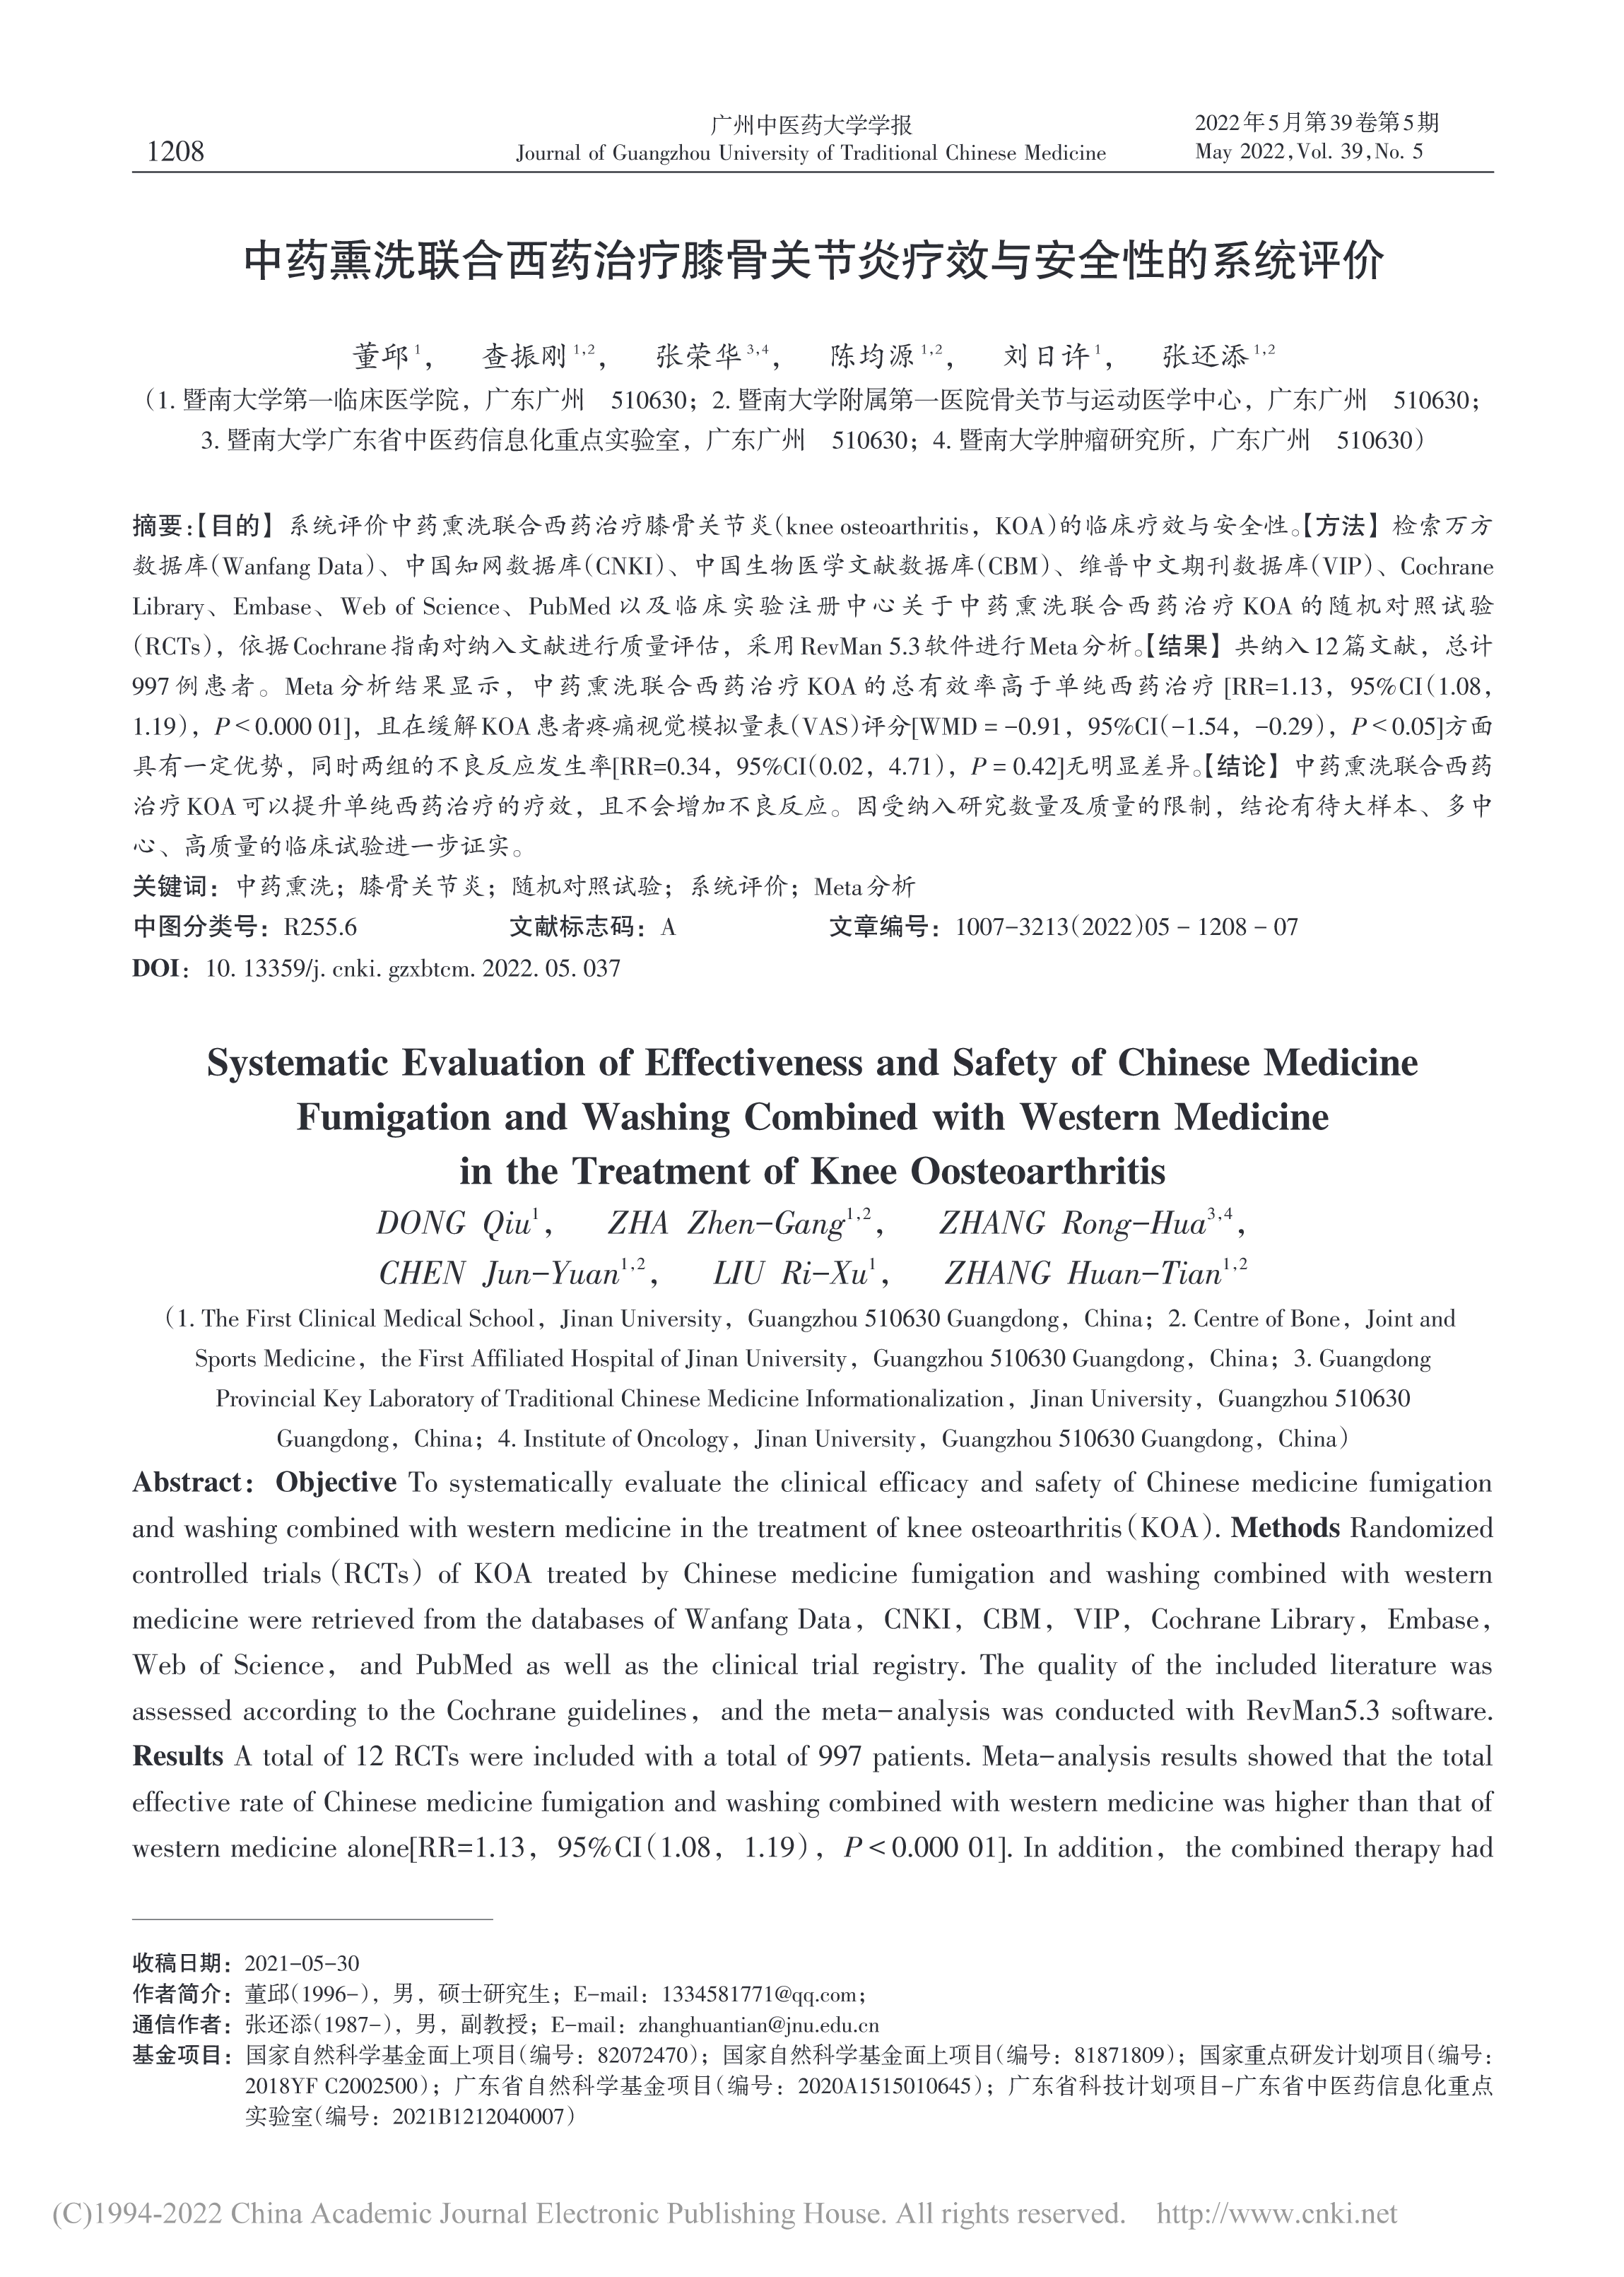 1208
广州中医药大学学报
Journal of Guangzhou University of Traditional Chinese Medicine
2022年5月第39卷第5期
May 2022,Vol. 39,No. 5
中药熏洗联合西药治疗膝骨关节炎疗效与安全性的系统评价
董邱1， 查振刚1,2， 张荣华3,4， 陈均源1,2， 刘日许1， 张还添1,2
（1. 暨南大学第一临床医学院，广东广州 510630；2. 暨南大学附属第一医院骨关节与运动医学中心，广东广州 510630；
3. 暨南大学广东省中医药信息化重点实验室，广东广州 510630；4. 暨南大学肿瘤研究所，广东广州 510630）
摘要：【目的】系统评价中药熏洗联合西药治疗膝骨关节炎(knee osteoarthritis，KOA)的临床疗效与安全性。【方法】检索万方
数据库(Wanfang Data)、中国知网数据库(CNKI)、中国生物医学文献数据库(CBM)、维普中文期刊数据库(VIP)、Cochrane
Library、Embase、Web of Science、PubMed 以及临床实验注册中心关于中药熏洗联合西药治疗 KOA 的随机对照试验
(RCTs)，依据Cochrane指南对纳入文献进行质量评估，采用RevMan 5.3软件进行Meta分析。【结果】共纳入12篇文献，总计
997 例患者。Meta 分析结果显示，中药熏洗联合西药治疗 KOA 的总有效率高于单纯西药治疗 [RR=1.13，95%CI(1.08，
1.19)，P < 0.000 01]，且在缓解KOA患者疼痛视觉模拟量表(VAS)评分[WMD = -0.91，95%CI(-1.54，-0.29)，P < 0.05]方面
具有一定优势，同时两组的不良反应发生率[RR=0.34，95%CI(0.02，4.71)，P = 0.42]无明显差异。【结论】中药熏洗联合西药
治疗KOA可以提升单纯西药治疗的疗效，且不会增加不良反应。因受纳入研究数量及质量的限制，结论有待大样本、多中
心、高质量的临床试验进一步证实。
关键词：中药熏洗；膝骨关节炎；随机对照试验；系统评价；Meta分析
中图分类号：R255.6 文献标志码：A 文章编号：1007-3213(2022)05 - 1208 - 07
DOI：10. 13359/j. cnki. gzxbtcm. 2022. 05. 037
Systematic Evaluation of Effectiveness and Safety of Chinese Medicine
Fumigation and Washing Combined with Western Medicine
in the Treatment of Knee Oosteoarthritis
DONG Qiu1， ZHA Zhen-Gang1,2， ZHANG Rong-Hua3,4，
CHEN Jun-Yuan1,2， LIU Ri-Xu1， ZHANG Huan-Tian1,2
（1. The First Clinical Medical School，Jinan University，Guangzhou 510630 Guangdong，China；2. Centre of Bone，Joint and
Sports Medicine，the First Affiliated Hospital of Jinan University，Guangzhou 510630 Guangdong，China；3. Guangdong
Provincial Key Laboratory of Traditional Chinese Medicine Informationalization，Jinan University，Guangzhou 510630
Guangdong，China；4. Institute of Oncology，Jinan University，Guangzhou 510630 Guangdong，China）
Abstract：Objective To systematically evaluate the clinical efficacy and safety of Chinese medicine fumigation
and washing combined with western medicine in the treatment of knee osteoarthritis(KOA). Methods Randomized
controlled trials (RCTs) of KOA treated by Chinese medicine fumigation and washing combined with western
medicine were retrieved from the databases of Wanfang Data，CNKI，CBM，VIP，Cochrane Library，Embase，
Web of Science，and PubMed as well as the clinical trial registry. The quality of the included literature was
assessed according to the Cochrane guidelines，and the meta-analysis was conducted with RevMan5.3 software.
Results A total of 12 RCTs were included with a total of 997 patients. Meta-analysis results showed that the total
effective rate of Chinese medicine fumigation and washing combined with western medicine was higher than that of
western medicine alone[RR=1.13，95%CI(1.08，1.19)，P < 0.000 01]. In addition，the combined therapy had
收稿日期：2021-05-30
作者简介：董邱(1996-)，男，硕士研究生；E-mail：1334581771@qq.com；
通信作者：张还添(1987-)，男，副教授；E-mail：zhanghuantian@jnu.edu.cn
基金项目：国家自然科学基金面上项目(编号：82072470)；国家自然科学基金面上项目(编号：81871809)；国家重点研发计划项目(编号：
2018YF C2002500)；广东省自然科学基金项目(编号：2020A1515010645)；广东省科技计划项目-广东省中医药信息化重点
实验室(编号：2021B1212040007)
(C)1994-2022 China Academic Journal Electronic Publishing House. All rights reserved. http://www.cnki.net